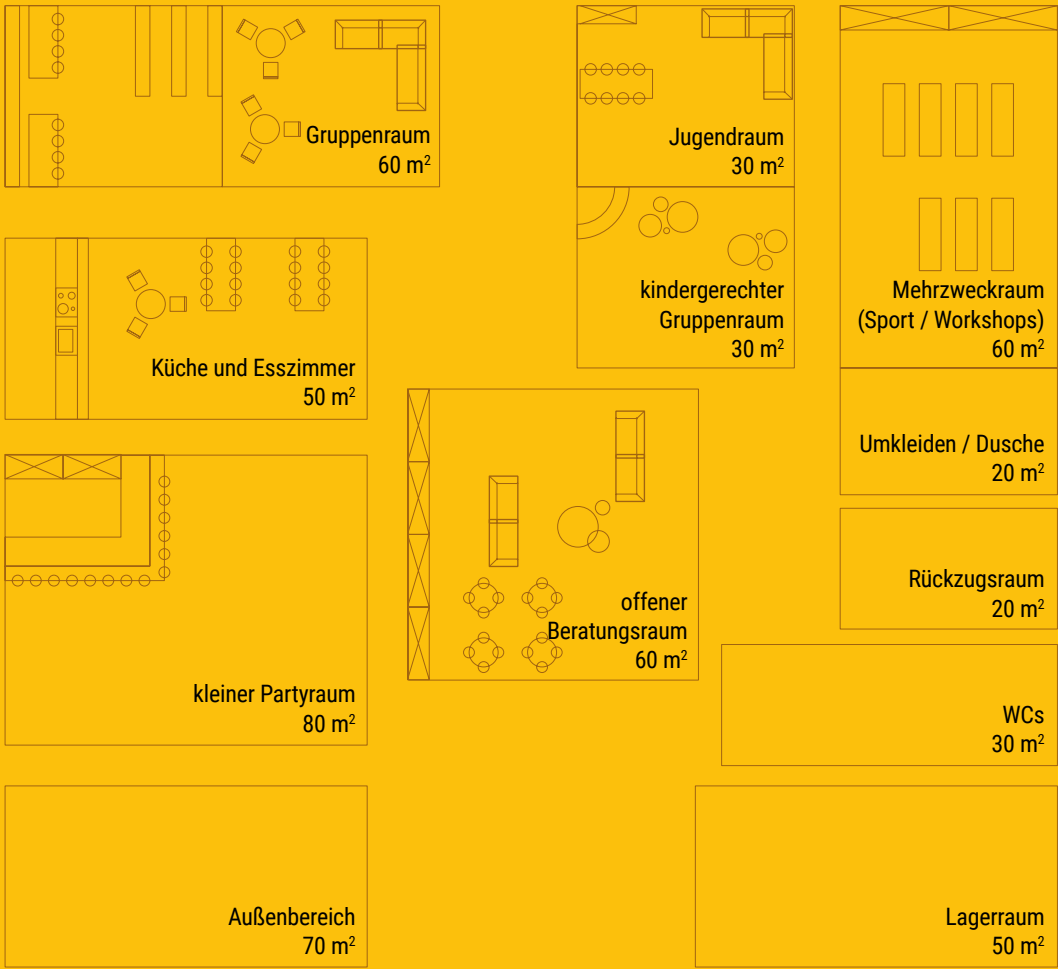 Gruppenraum
60 m²
Jugendraum
30 m²
kindergerechter
Gruppenraum
30 m²
Mehrzweckraum
(Sport / Workshops)
60 m²
Küche und Esszimmer
50 m²
Umkleiden / Dusche
20 m²
Rückzugsraum
20 m²
offener
Beratungsraum
60 m²
kleiner Partyraum
80 m²
WCs
30 m²
Außenbereich
70 m²
Lagerraum
50 m²